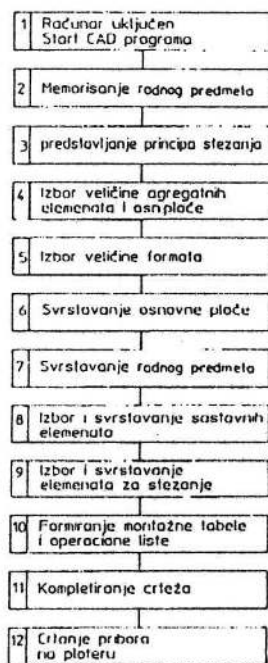 1 Računar uključen
Start CAD programa
2 Memorisanje radnog predmeta
3 predstavljanje principa stezanja
4 Izbor veličine agregatnih
elemenata i osn.ploče
5 Izbor veličine formata
6 Svrstavanje osnovne ploče
7 Svrstavanje radnog predmeta
8 Izbor i svrstavanje sastavnih
elemenata
9 Izbor i svrstavanje
elemenata za stezanje
10 Formiranje montažne tabele
i operacione liste
11 Kompletiranje crteža
12 Crtanje pribora
na ploteru